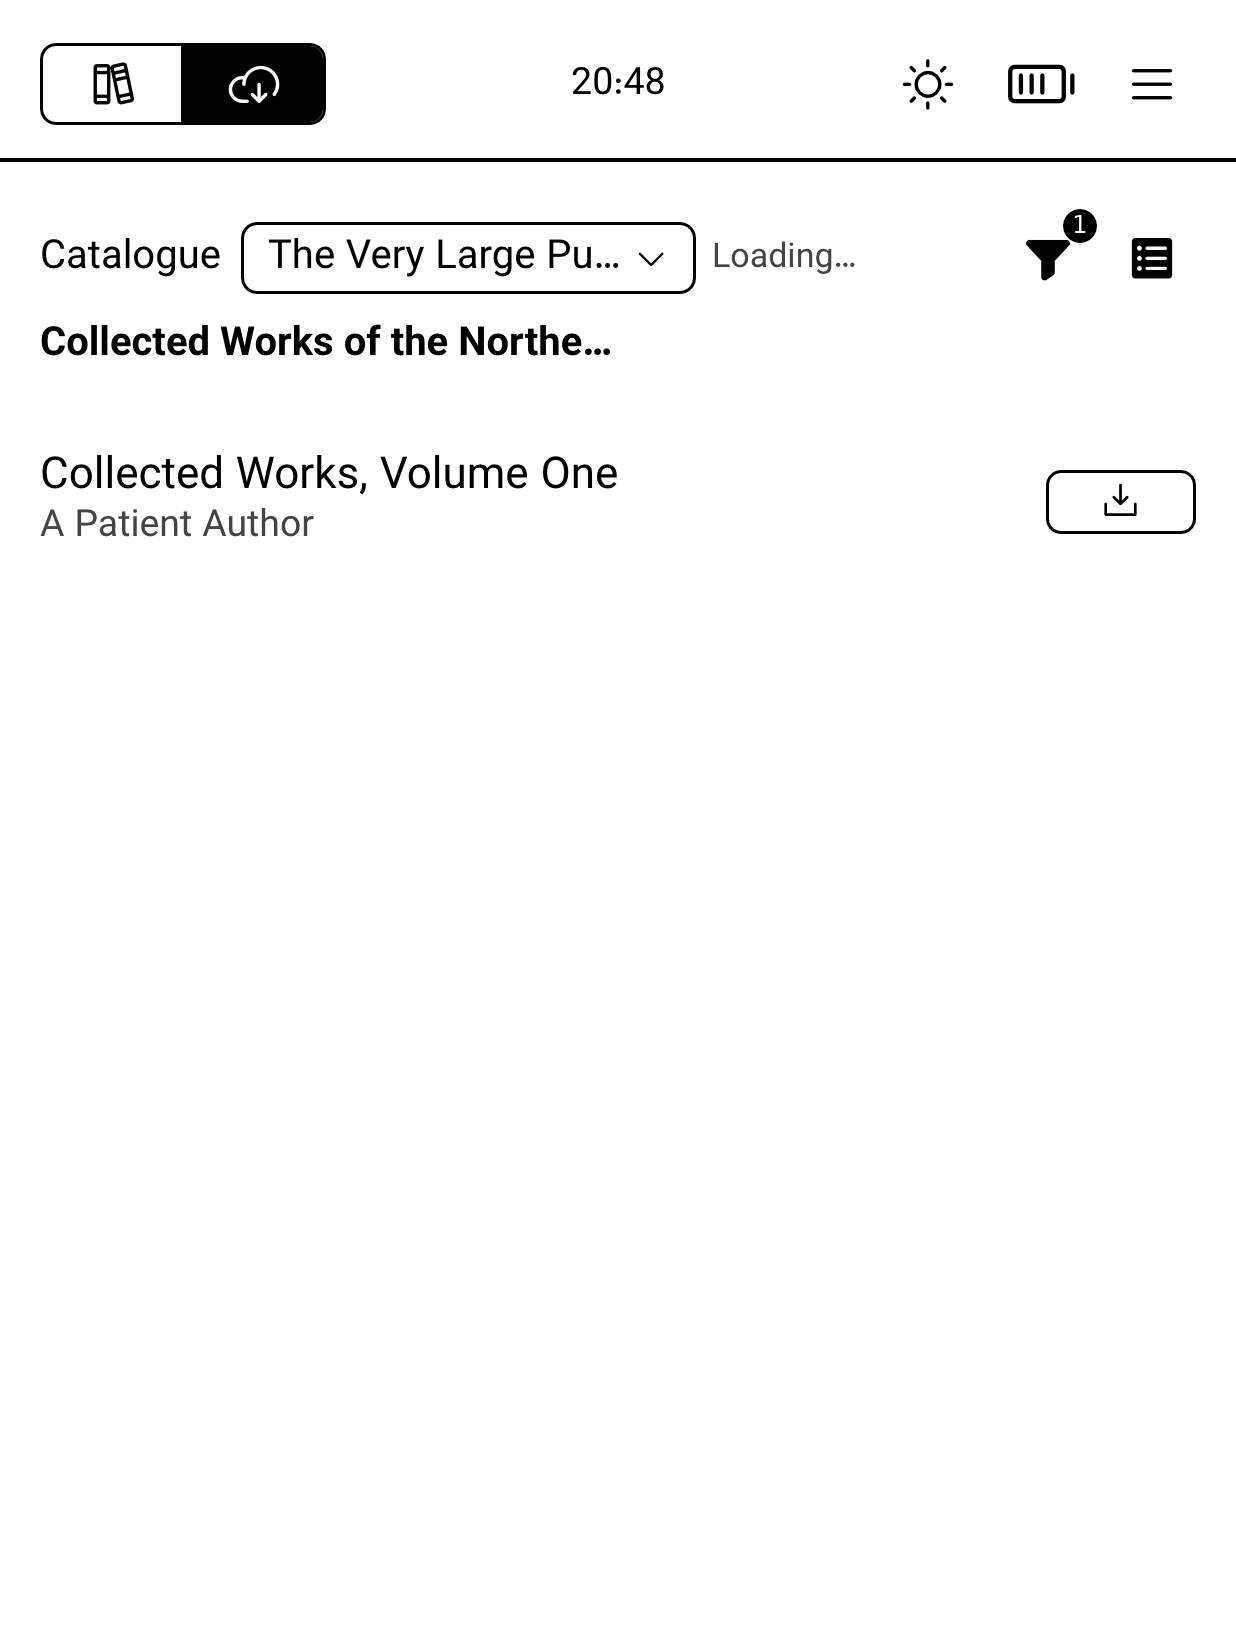 20:48
Catalogue The Very Large Pu... Loading... 1
Collected Works of the Northe...
Collected Works, Volume One
A Patient Author